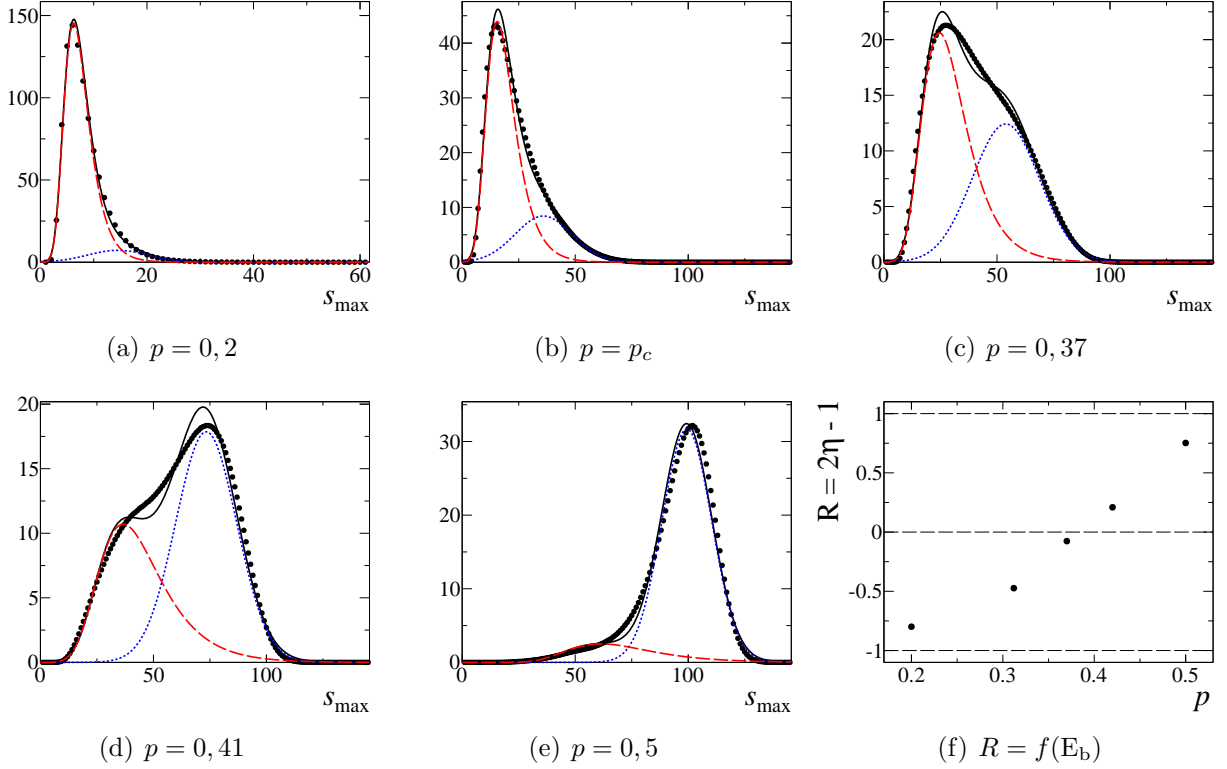 150
100
50
0
0 20 40 60
s_max
(a) p = 0, 2
40
30
20
10
0
0 50 100
s_max
(b) p = p_c
20
15
10
5
0
0 50 100
s_max
(c) p = 0, 37
20
15
10
5
0
0 50 100
s_max
(d) p = 0, 41
30
20
10
0
0 50 100
s_max
(e) p = 0, 5
R = 2η - 1
1
0.5
0
-0.5
-1
0.2 0.3 0.4 0.5
p
(f) R = f(E_b)